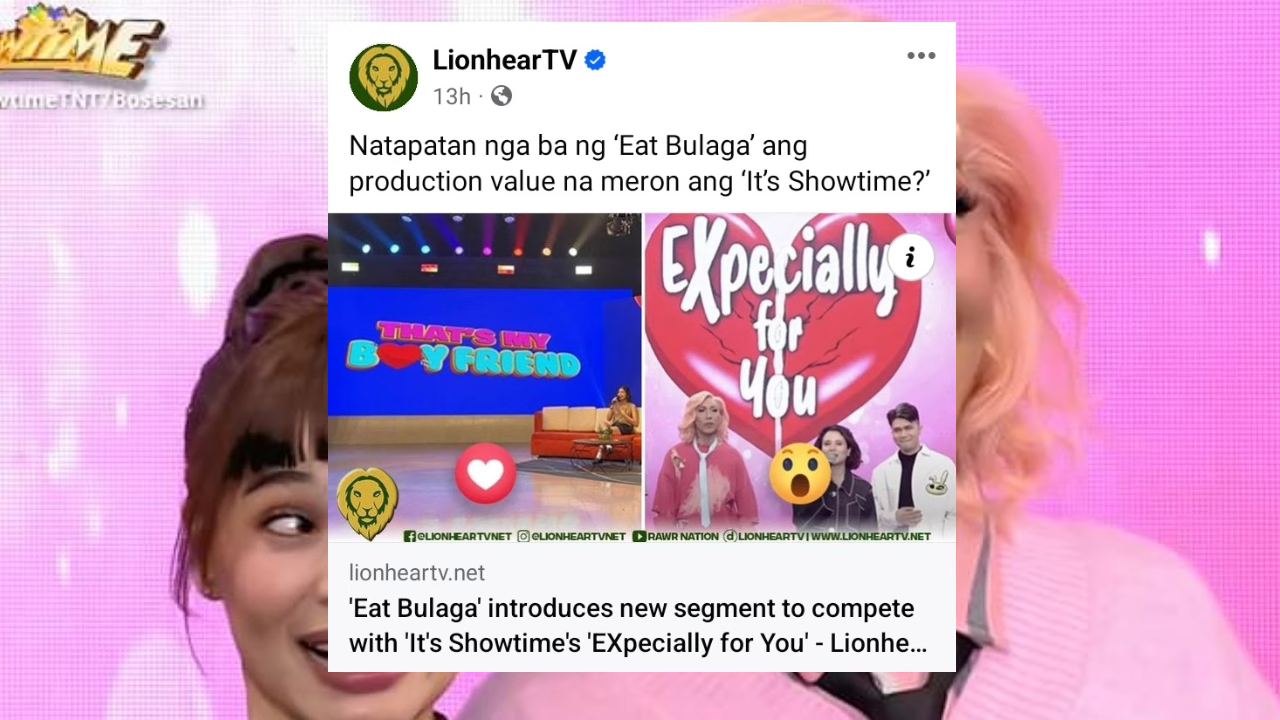 LionhearTV
13h ·
Natapatan nga ba ng ‘Eat Bulaga’ ang
production value na meron ang ‘It’s Showtime?’
THAT'S MY
BOYFRIEND
EXpecially
for
You
i
@LIONHEARTVNET @LIONHEARTVNET RAWR NATION LIONHEARTV | WWW.LIONHEARTV.NET
lionheartv.net
'Eat Bulaga' introduces new segment to compete
with 'It's Showtime's 'EXpecially for You' - Lionhe...